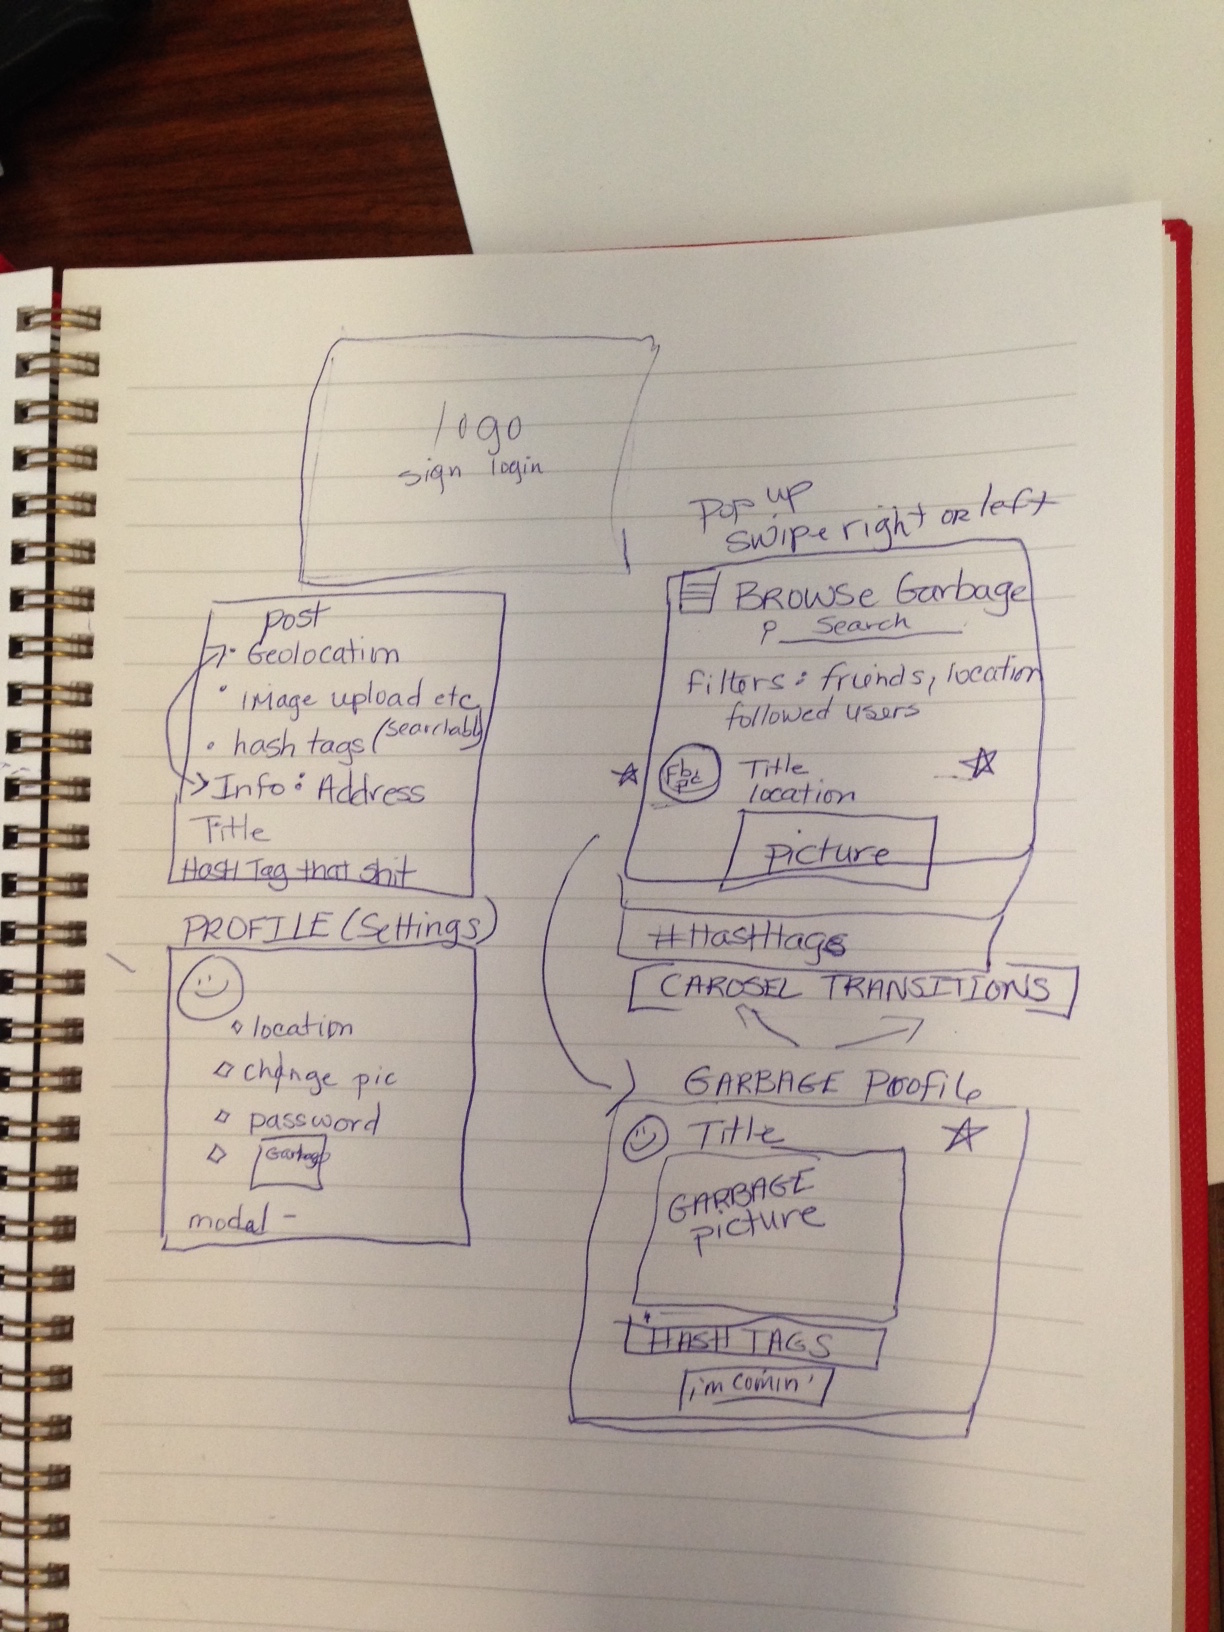 logo
sign login
post
• Geolocation
• image upload etc
• hash tags (searchably)
Info: Address
Title
Hash Tag that shit
PROFILE (Settings)
location
change pic
password
Garbage
modal -
Pop up
swipe right OR left
BROWSE Garbage
Search
filters: friends, location
followed users
Fb
pic
Title
location
picture
#Hashtags
CAROSEL TRANSITIONS
GARBAGE Profile
Title
GARBAGE
picture
HASH TAGS
i'm comin'